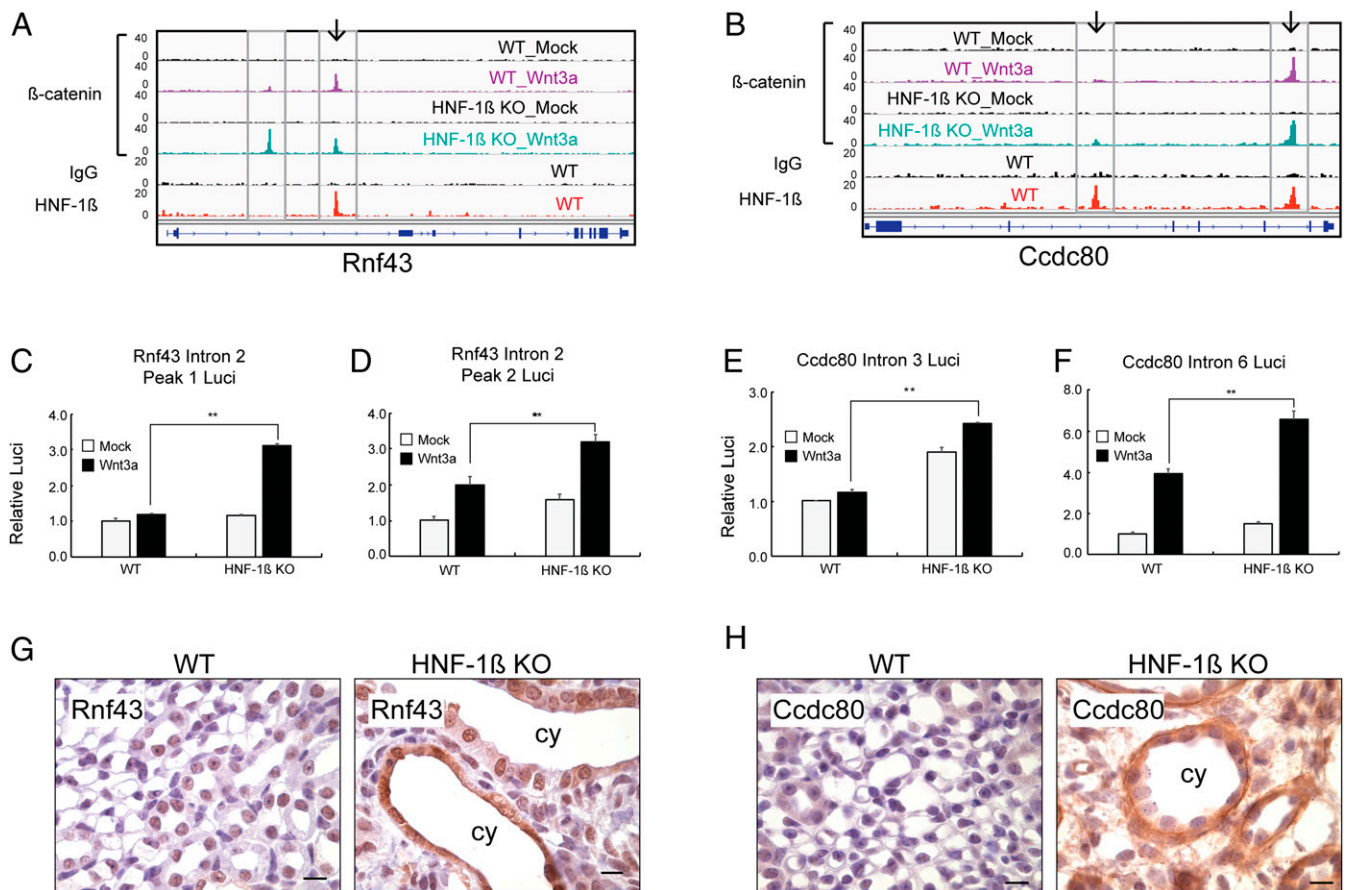 A
ß-catenin
IgG
HNF-1ß
40
0
WT_Mock
40
0
WT_Wnt3a
40
0
HNF-1ß KO_Mock
40
0
HNF-1ß KO_Wnt3a
20
0
WT
20
0
WT
Rnf43
B
ß-catenin
IgG
HNF-1ß
40
0
WT_Mock
40
0
WT_Wnt3a
40
0
HNF-1ß KO_Mock
40
0
HNF-1ß KO_Wnt3a
20
0
WT
20
0
WT
Ccdc80
C
Rnf43 Intron 2
Peak 1 Luci
Relative Luci
4.0
3.0
2.0
1.0
0.0
Mock
Wnt3a
**
WT
HNF-1ß KO
D
Rnf43 Intron 2
Peak 2 Luci
4.0
3.0
2.0
1.0
0.0
Mock
Wnt3a
**
WT
HNF-1ß KO
E
Ccdc80 Intron 3 Luci
Relative Luci
3.0
2.0
1.0
0.0
Mock
Wnt3a
**
WT
HNF-1ß KO
F
Ccdc80 Intron 6 Luci
8.0
6.0
4.0
2.0
0.0
Mock
Wnt3a
**
WT
HNF-1ß KO
G
WT
HNF-1ß KO
Rnf43
Rnf43
cy
cy
H
WT
HNF-1ß KO
Ccdc80
Ccdc80
cy